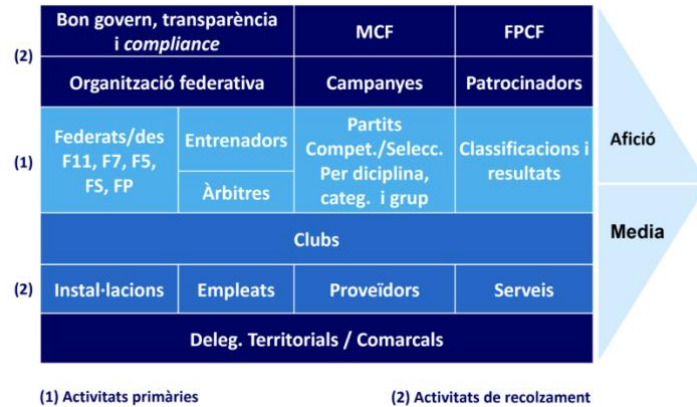 Bon govern, transparència
i compliance
MCF
FPCF
(2)
Organització federativa
Campanyes
Patrocinadors
Federats/des
F11, F7, F5,
FS, FP
Entrenadors
Àrbitres
Partits
Compet./Selecc.
Per diciplina,
categ. i grup
Classificacions i
resultats
(1)
Afició
Clubs
Media
(2)
Instal·lacions
Empleats
Proveïdors
Serveis
Deleg. Territorials / Comarcals
(1) Activitats primàries
(2) Activitats de recolzament